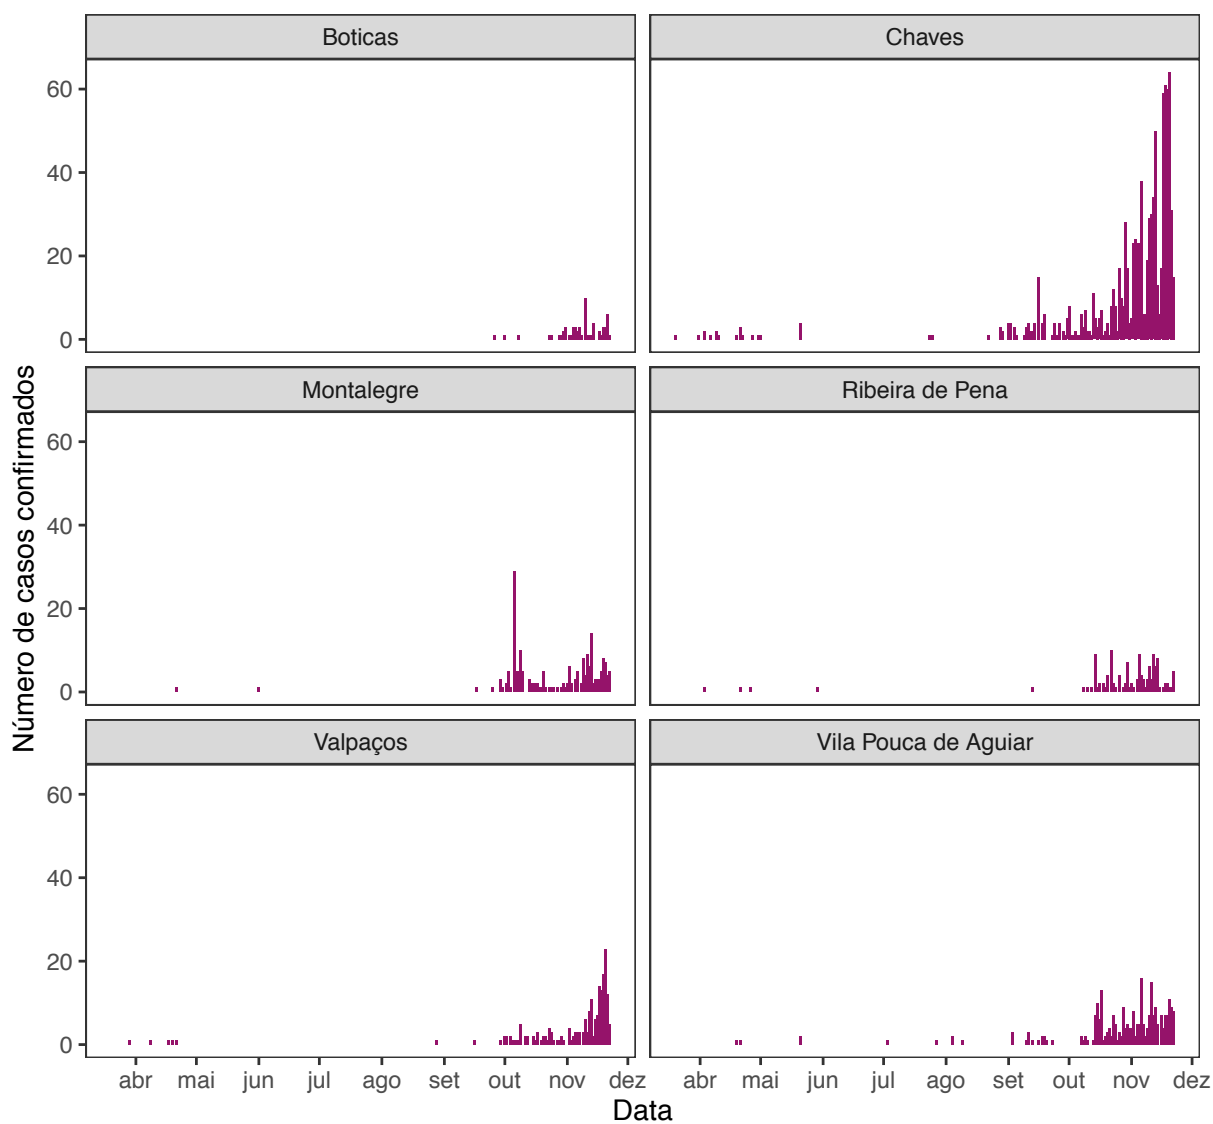 Boticas
Chaves
60
40
20
0
Montalegre
Ribeira de Pena
60
40
20
0
Valpaços
Vila Pouca de Aguiar
60
40
20
0
abr mai jun jul ago set out nov dez
abr mai jun jul ago set out nov dez
Data
Número de casos confirmados